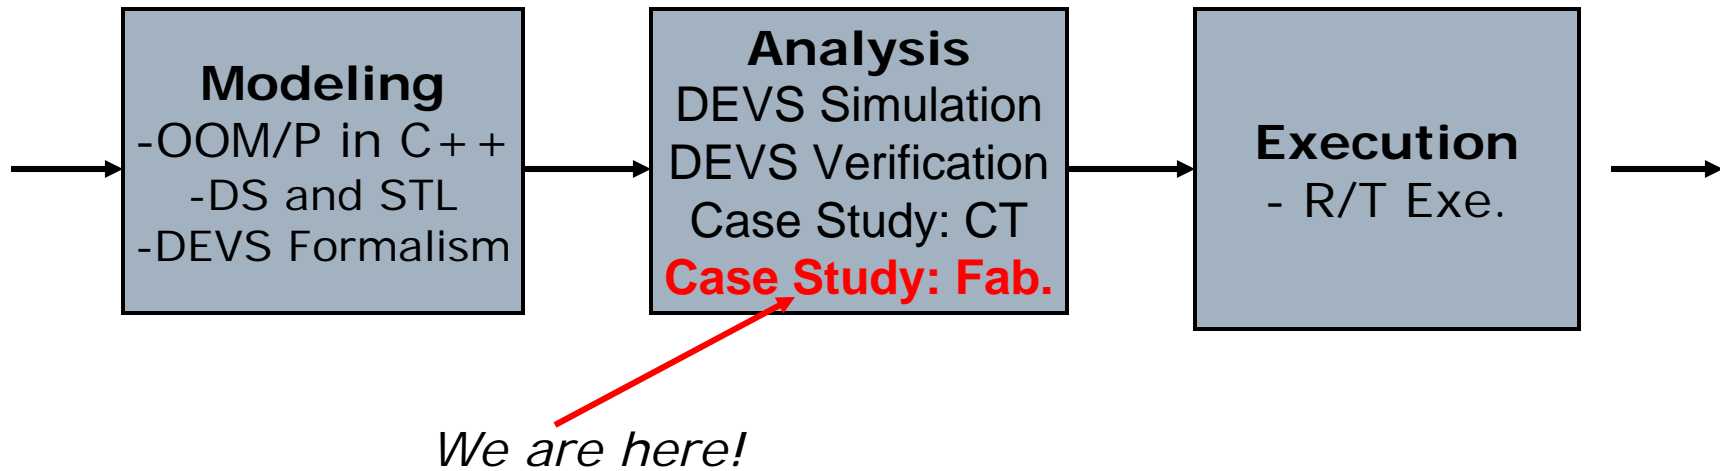 Modeling
-OOM/P in C++
-DS and STL
-DEVS Formalism
Analysis
DEVS Simulation
DEVS Verification
Case Study: CT
Case Study: Fab.
Execution
- R/T Exe.
We are here!